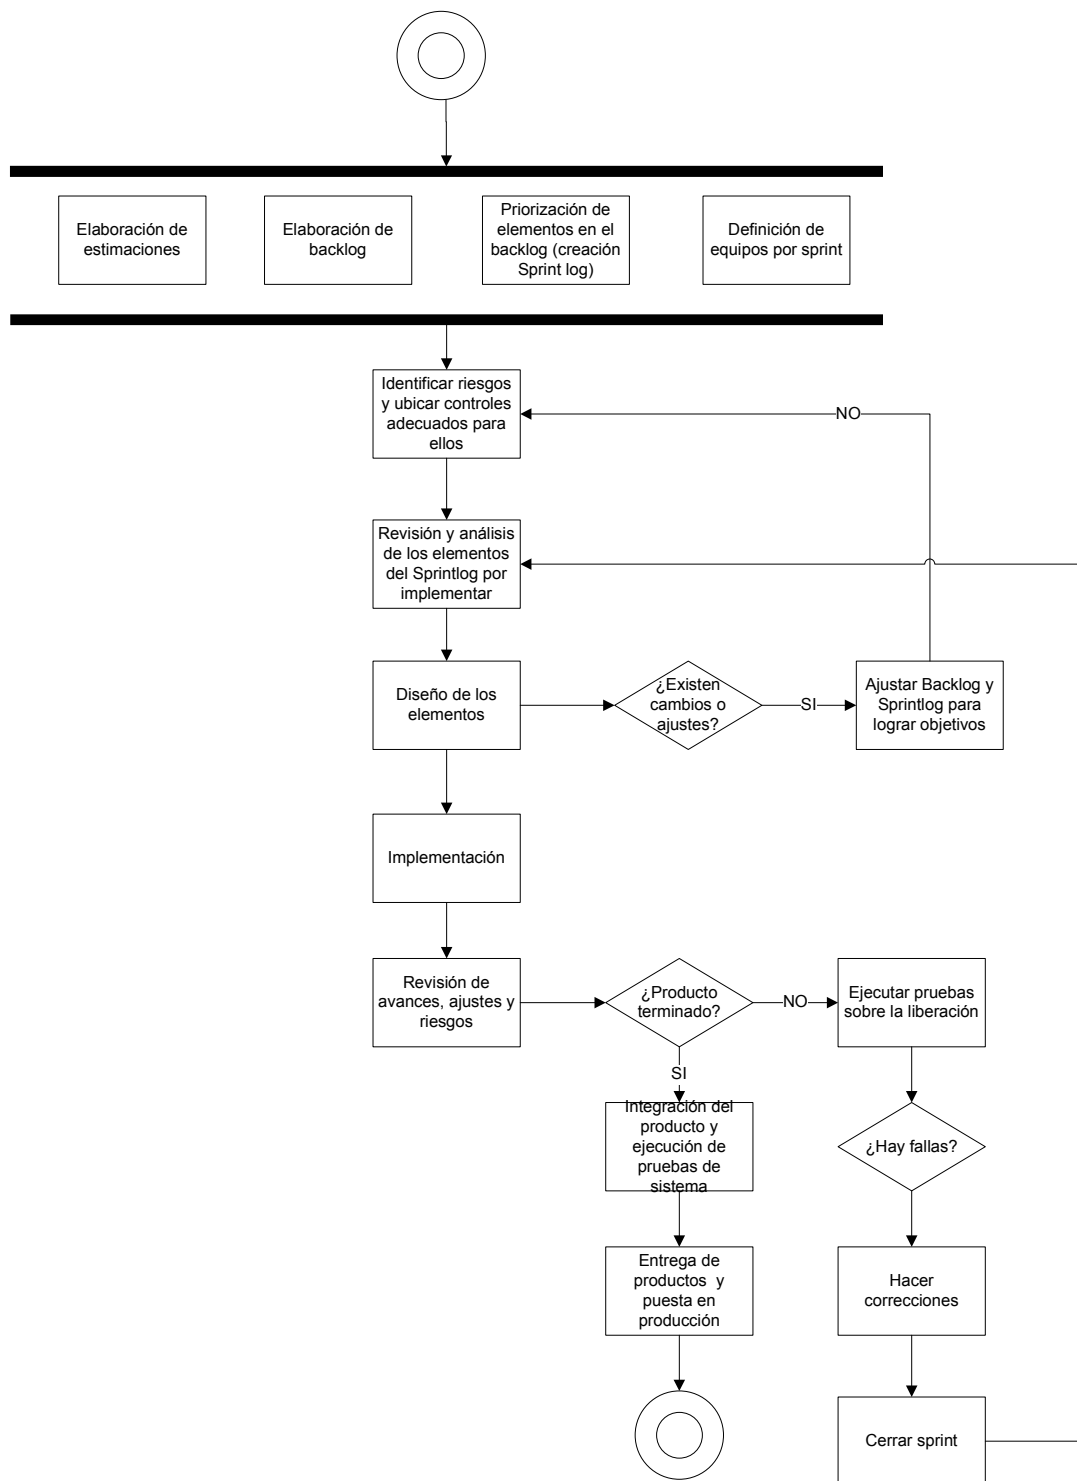 Elaboración de
estimaciones
Elaboración de
backlog
Priorización de
elementos en el
backlog (creación
Sprint log)
Definición de
equipos por sprint
Identificar riesgos
y ubicar controles
adecuados para
ellos
NO
Revisión y análisis
de los elementos
del Sprintlog por
implementar
Diseño de los
elementos
¿Existen
cambios o
ajustes?
SI
Ajustar Backlog y
Sprintlog para
lograr objetivos
Implementación
Revisión de
avances, ajustes y
riesgos
¿Producto
terminado?
NO
Ejecutar pruebas
sobre la liberación
SI
Integración del
producto y
ejecución de
pruebas de
sistema
¿Hay fallas?
Entrega de
productos y
puesta en
producción
Hacer
correcciones
Cerrar sprint